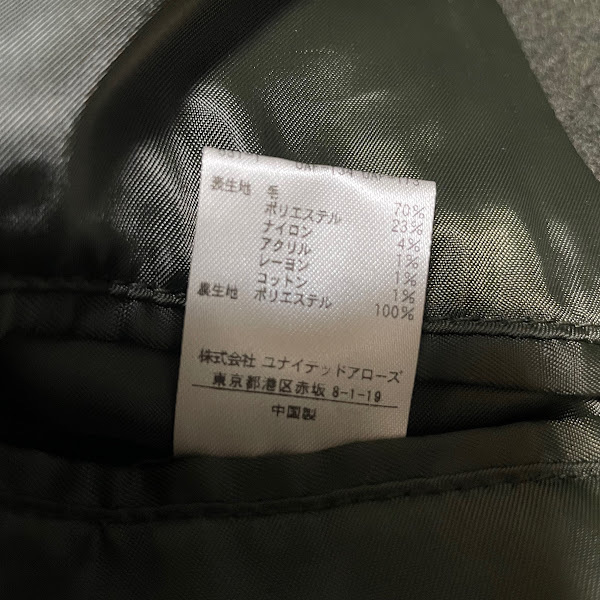 表生地 毛 70%
ポリエステル 23%
ナイロン 4%
アクリル 1%
レーヨン 1%
コットン 1%
裏生地 ポリエステル 100%
株式会社 ユナイテッドアローズ
東京都港区赤坂 8-1-19
中国製